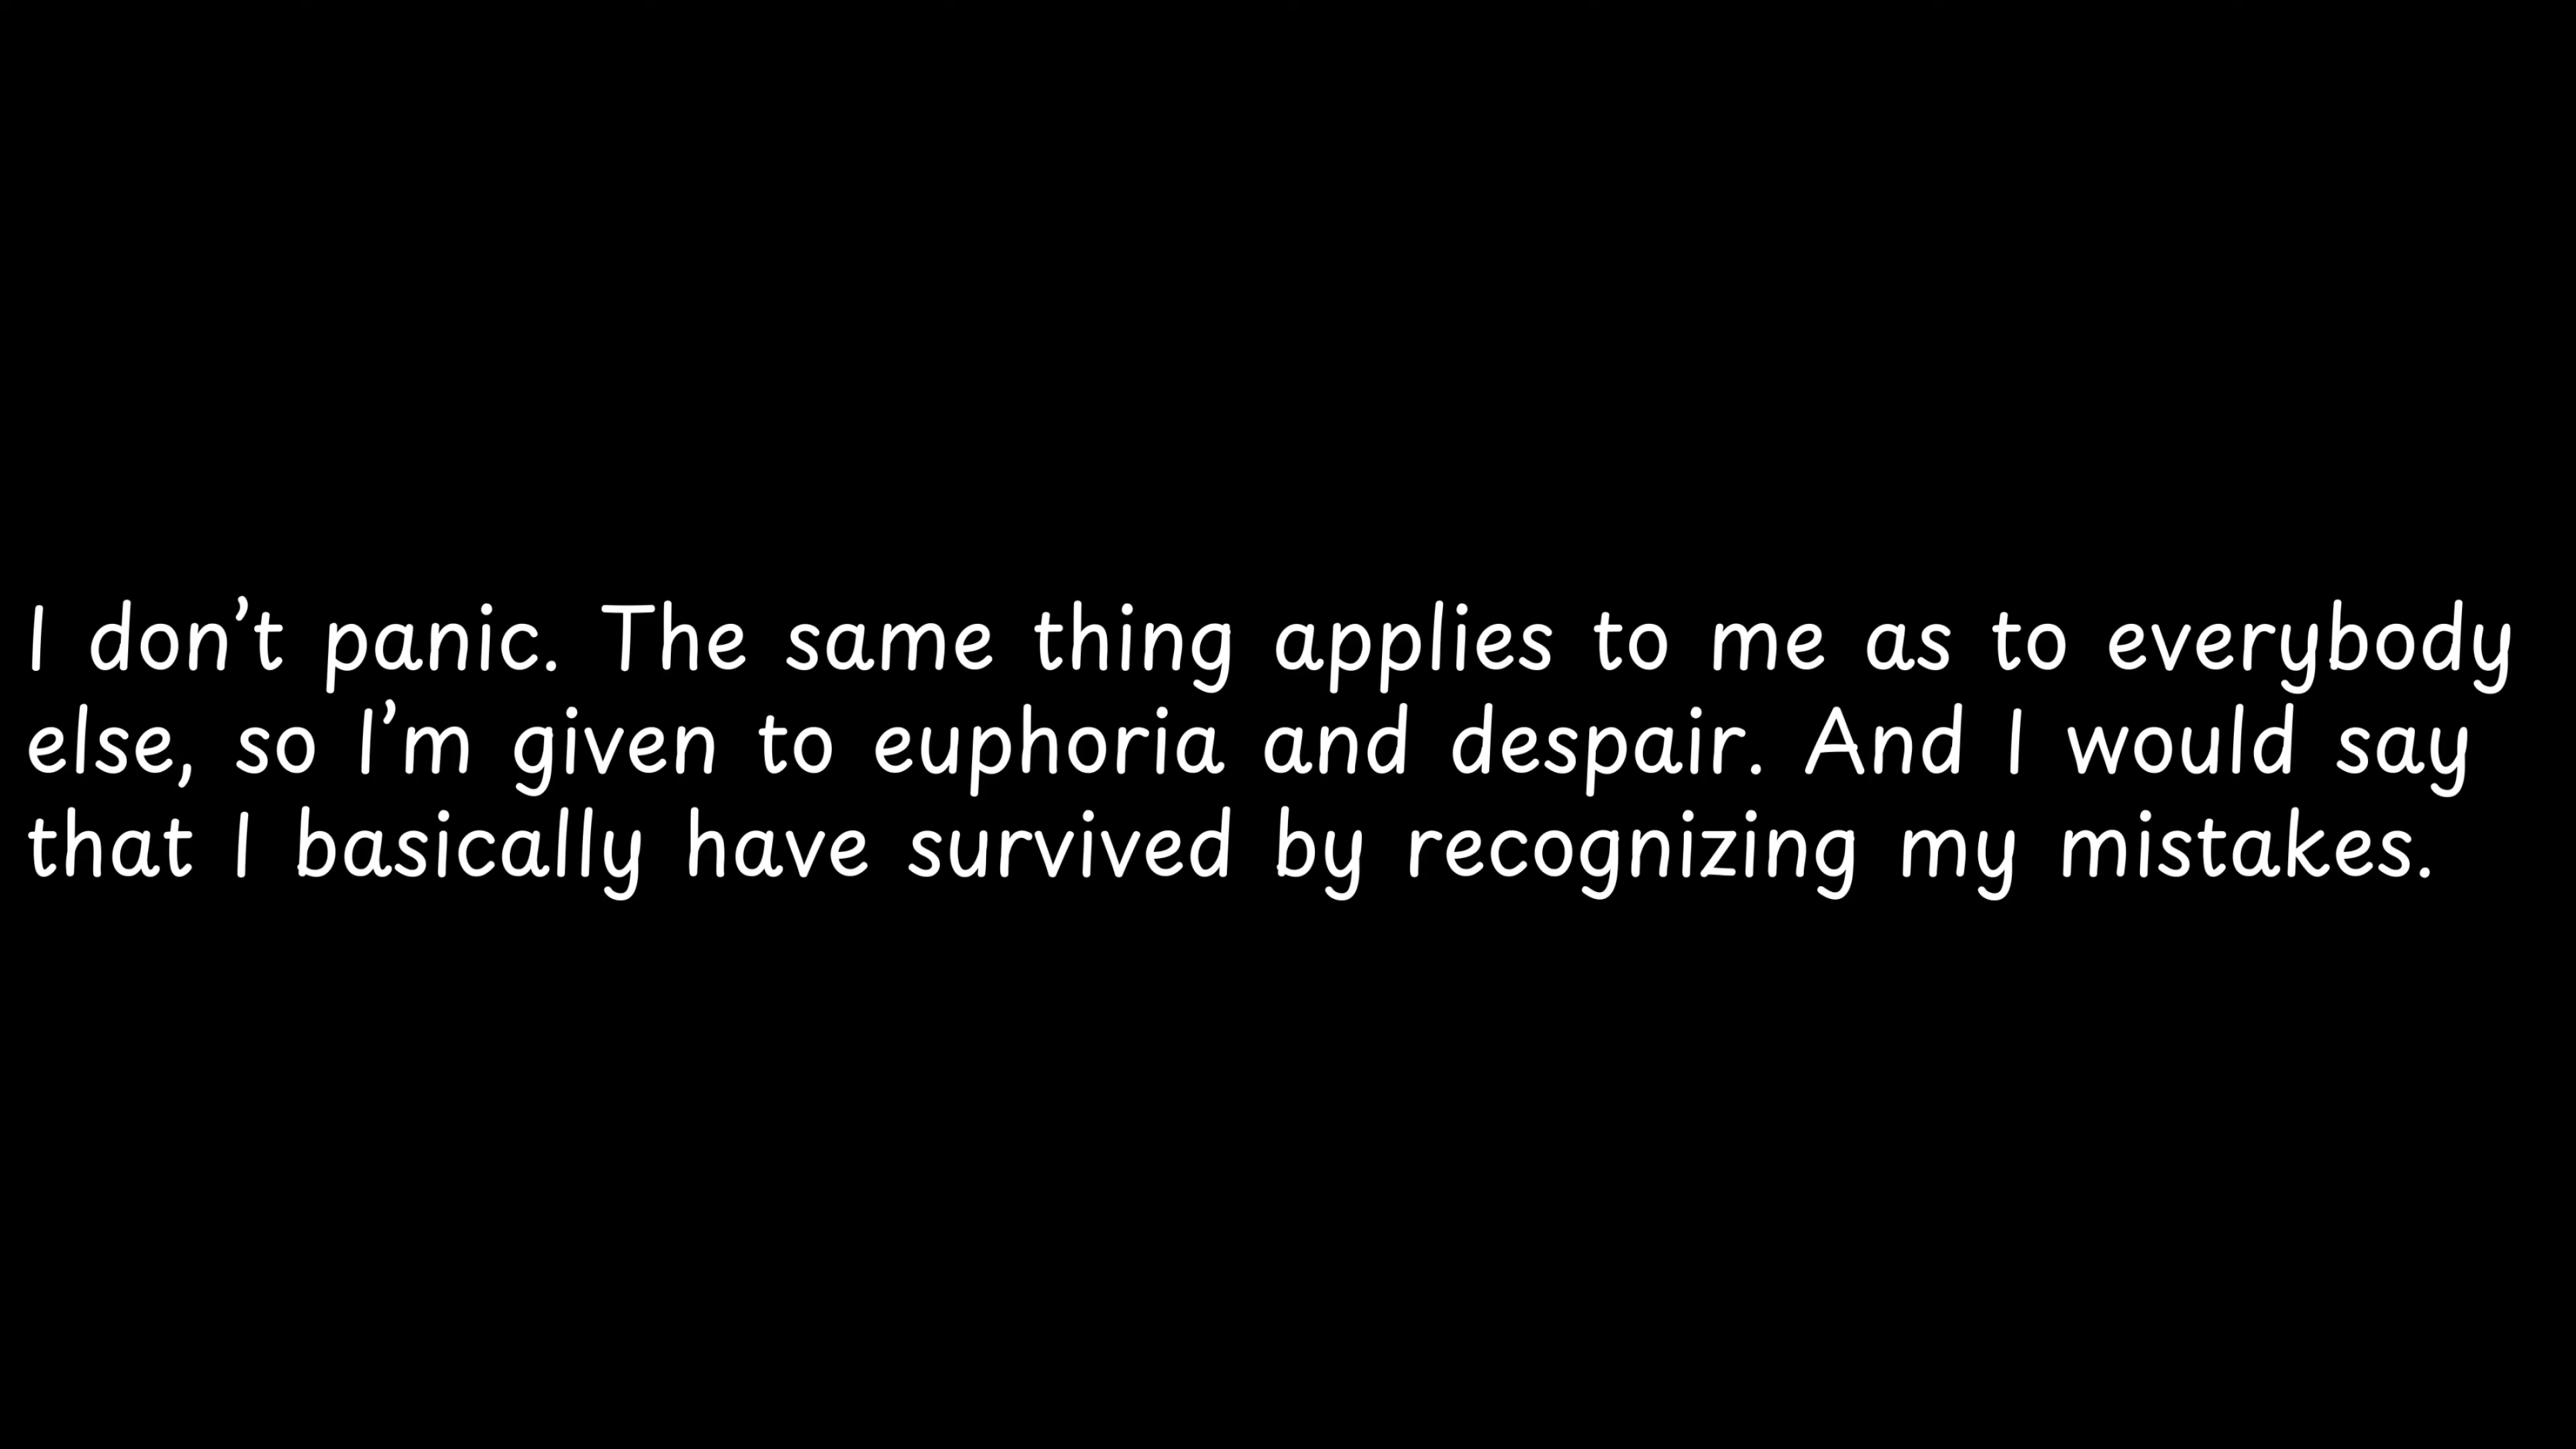 I don’t panic. The same thing applies to me as to everybody
else, so I’m given to euphoria and despair. And I would say
that I basically have survived by recognizing my mistakes.